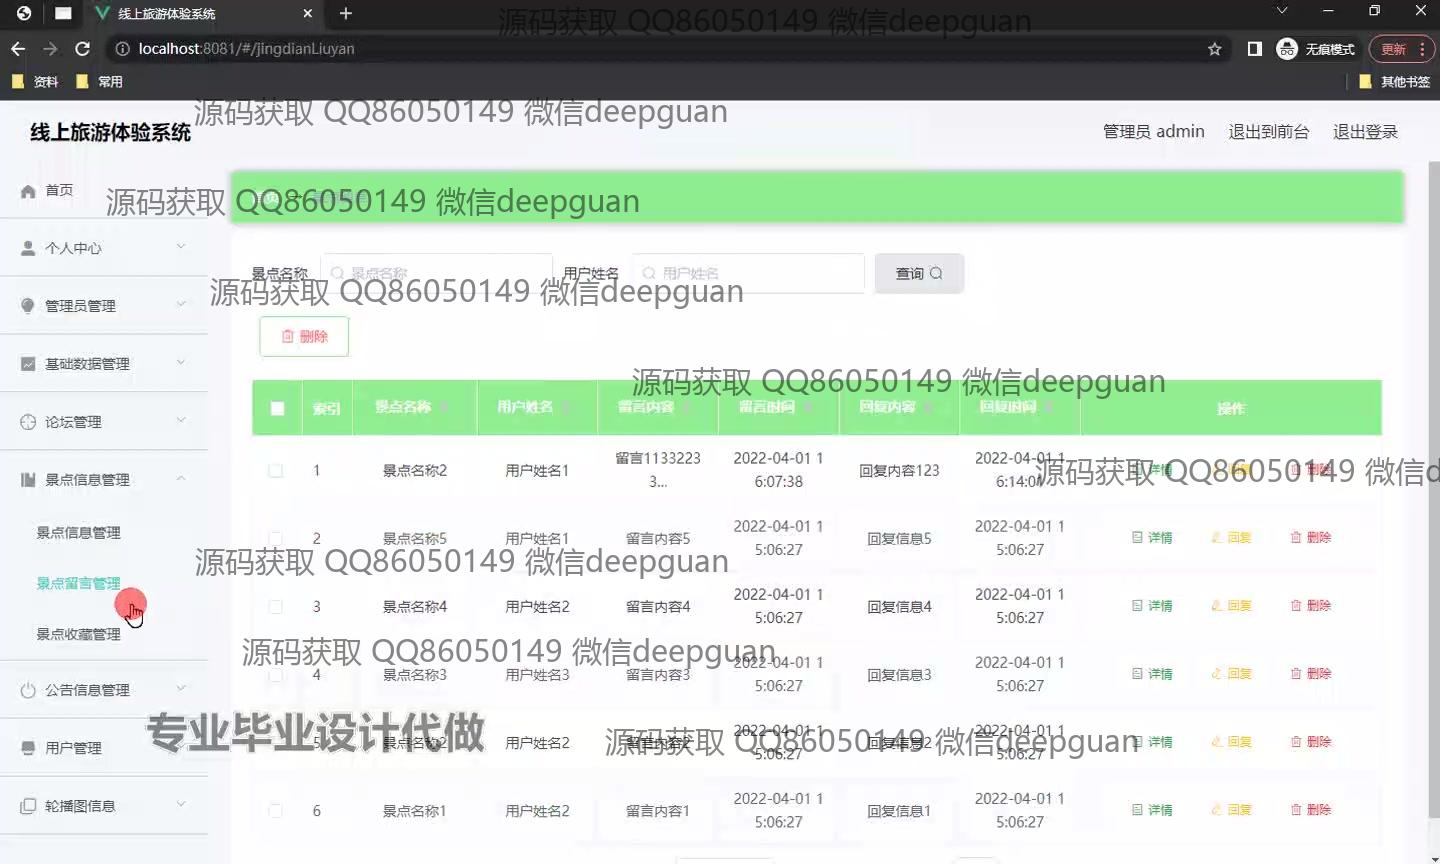 线上旅游体验系统
源码获取 QQ86050149 微信deepguan
localhost:8081/#/jingdianLiuyan
无痕模式
更新
资料
常用
其他书签
源码获取 QQ86050149 微信deepguan
线上旅游体验系统
管理员 admin
退出到前台
退出登录
首页
源码获取 QQ86050149 微信deepguan
个人中心
管理员管理
基础数据管理
论坛管理
景点信息管理
景点信息管理
景点留言管理
景点收藏管理
公告信息管理
用户管理
轮播图信息
景点名称
景点名称
用户姓名
用户姓名
查询
源码获取 QQ86050149 微信deepguan
删除
源码获取 QQ86050149 微信deepguan
索引 景点名称 用户姓名 留言内容 留言时间 回复内容 回复时间 操作
1 景点名称2 用户姓名1 留言11332233... 2022-04-01 16:07:38 回复内容123 2022-04-01 16:14:04 详情 回复 删除
源码获取 QQ86050149 微信d
2 景点名称5 用户姓名1 留言内容5 2022-04-01 15:06:27 回复信息5 2022-04-01 15:06:27 详情 回复 删除
源码获取 QQ86050149 微信deepguan
3 景点名称4 用户姓名2 留言内容4 2022-04-01 15:06:27 回复信息4 2022-04-01 15:06:27 详情 回复 删除
源码获取 QQ86050149 微信deepguan
4 景点名称3 用户姓名3 留言内容3 2022-04-01 15:06:27 回复信息3 2022-04-01 15:06:27 详情 回复 删除
专业毕业设计代做
5 景点名称2 用户姓名2 留言内容2 2022-04-01 15:06:27 回复信息2 2022-04-01 15:06:27 详情 回复 删除
源码获取 QQ86050149 微信deepguan
6 景点名称1 用户姓名2 留言内容1 2022-04-01 15:06:27 回复信息1 2022-04-01 15:06:27 详情 回复 删除